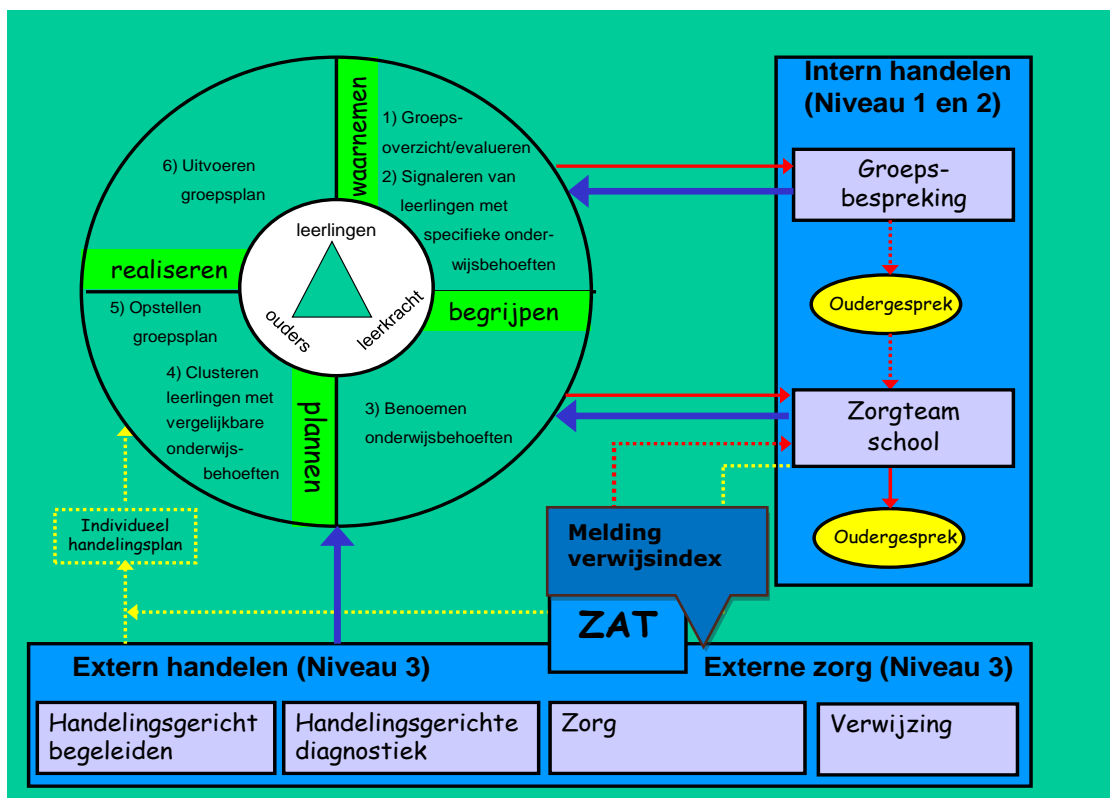 waarnemen
1) Groeps-
overzicht/evalueren
2) Signaleren van
leerlingen met
specifieke onder-
wijsbehoeften
begrijpen
3) Benoemen
onderwijsbehoeften
plannen
4) Clusteren
leerlingen met
vergelijkbare
onderwijs-
behoeften
5) Opstellen
groepsplan
realiseren
6) Uitvoeren
groepsplan
leerlingen
ouders
leerkracht
Intern handelen
(Niveau 1 en 2)
Groeps-
bespreking
Oudergesprek
Zorgteam
school
Oudergesprek
Individueel
handelingsplan
Melding
verwijsindex
ZAT
Extern handelen (Niveau 3)
Externe zorg (Niveau 3)
Handelingsgericht
begeleiden
Handelingsgerichte
diagnostiek
Zorg
Verwijzing